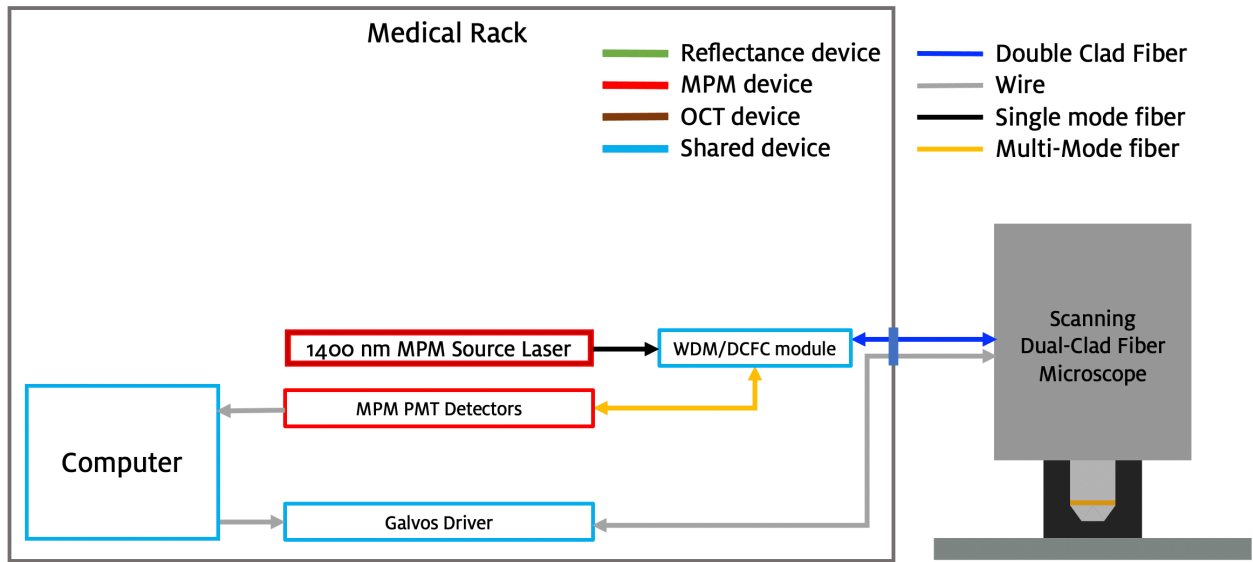 Medical Rack
Reflectance device
MPM device
OCT device
Shared device
Double Clad Fiber
Wire
Single mode fiber
Multi-Mode fiber
1400 nm MPM Source Laser
WDM/DCFC module
MPM PMT Detectors
Computer
Galvos Driver
Scanning
Dual-Clad Fiber
Microscope